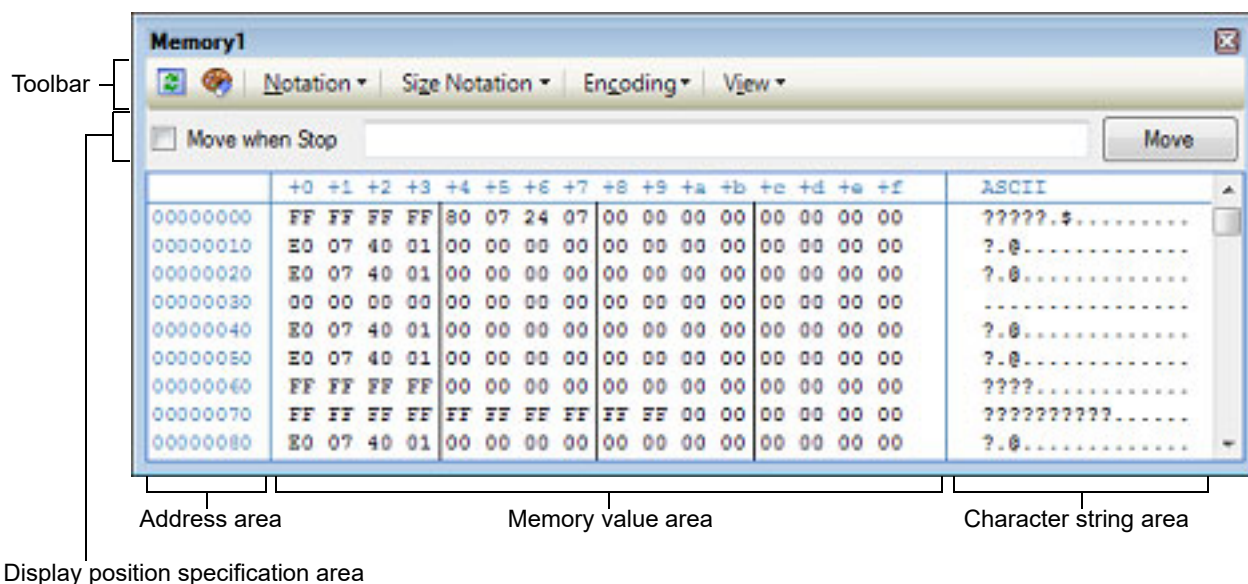 Memory1
Toolbar
Notation Size Notation Encoding View
Move when Stop Move
+0 +1 +2 +3 +4 +5 +6 +7 +8 +9 +a +b +c +d +e +f ASCII
00000000 FF FF FF FF 80 07 24 07 00 00 00 00 00 00 00 00 ?????.$.........
00000010 E0 07 40 01 00 00 00 00 00 00 00 00 00 00 00 00 ?.@.............
00000020 E0 07 40 01 00 00 00 00 00 00 00 00 00 00 00 00 ?.@.............
00000030 00 00 00 00 00 00 00 00 00 00 00 00 00 00 00 00 ................
00000040 E0 07 40 01 00 00 00 00 00 00 00 00 00 00 00 00 ?.@.............
00000050 E0 07 40 01 00 00 00 00 00 00 00 00 00 00 00 00 ?.@.............
00000060 FF FF FF FF 00 00 00 00 00 00 00 00 00 00 00 00 ????............
00000070 FF FF FF FF FF FF FF FF FF FF 00 00 00 00 00 00 ??????????......
00000080 E0 07 40 01 00 00 00 00 00 00 00 00 00 00 00 00 ?.@.............
Address area Memory value area Character string area
Display position specification area